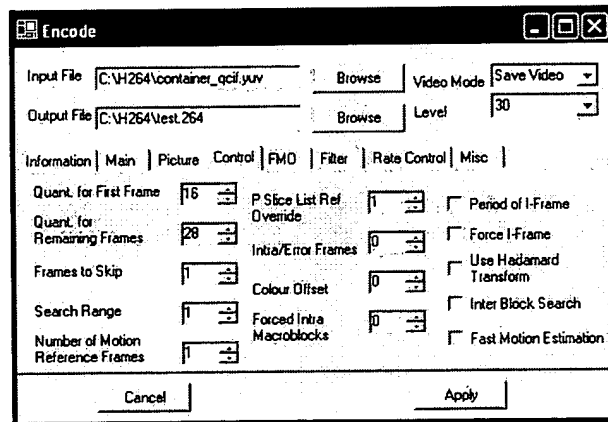 Encode
Input File C:\H264\container_qcif.yuv Browse Video Mode Save Video
Output File C:\H264\test.264 Browse Level 30
Information Main Picture Control FMO Filter Rate Control Misc
Quant. for First Frame 16
Quant. for
Remaining Frames 28
Frames to Skip 1
Search Range 1
Number of Motion
Reference Frames 1
P Slice List Ref
Override 1
Intra/Error Frames 0
Colour Offset 0
Forced Intra
Macroblocks 0
Period of I-Frame
Force I-Frame
Use Hadamard
Transform
Inter Block Search
Fast Motion Estimation
Cancel Apply